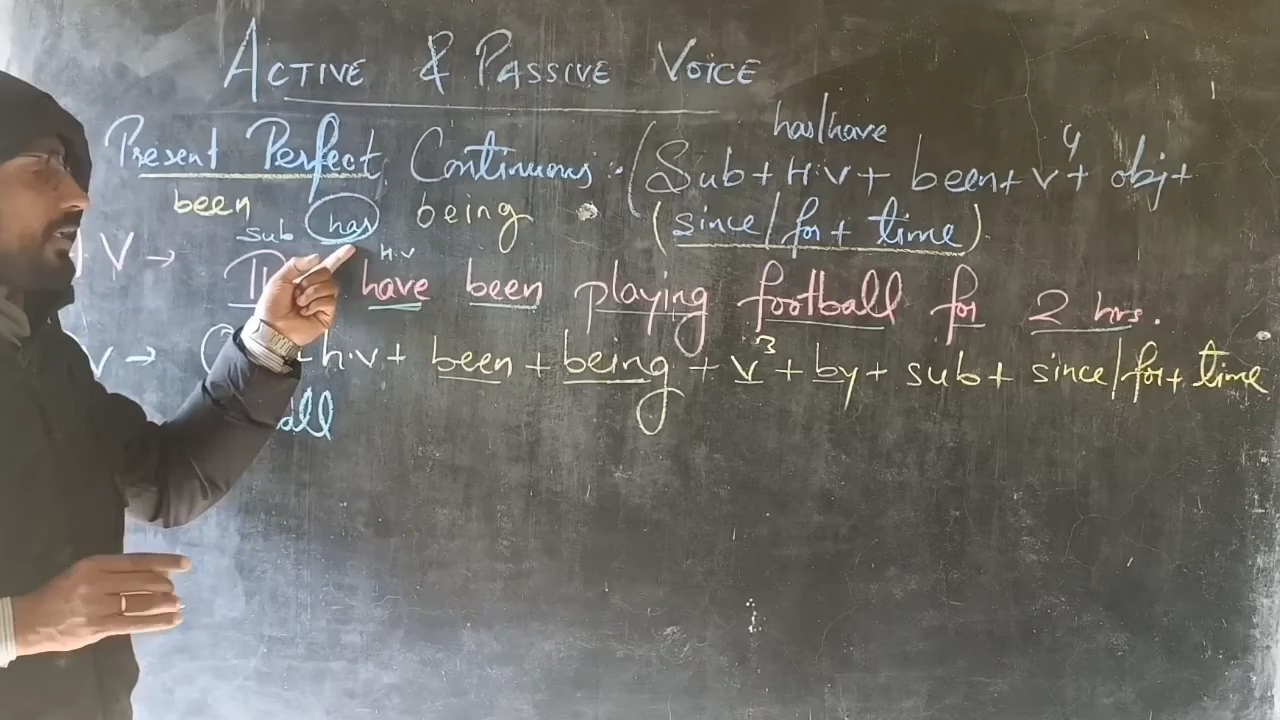 ACTIVE & PASSIVE VOICE
has/have
Present Perfect Continuous :- (Sub + H.V + been + V⁴ + obj +
been being (since/for + time)
sub has H.V
V → have been playing football for 2 hrs.
v → ( + h.v + been + being + v³ + by + sub + since/for + time
all